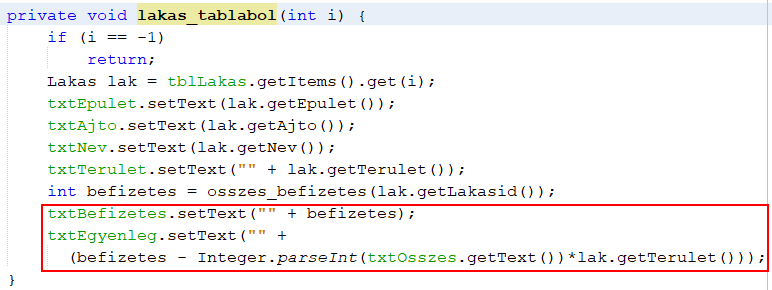 private void lakas_tablabol(int i) {
if (i == -1)
return;
Lakas lak = tblLakas.getItems().get(i);
txtEpulet.setText(lak.getEpulet());
txtAjto.setText(lak.getAjto());
txtNev.setText(lak.getNev());
txtTerulet.setText("" + lak.getTerulet());
int befizetes = osszes_befizetes(lak.getLakasid());
txtBefizetes.setText("" + befizetes);
txtEgyenleg.setText("" +
(befizetes - Integer.parseInt(txtOsszes.getText())*lak.getTerulet()));
}